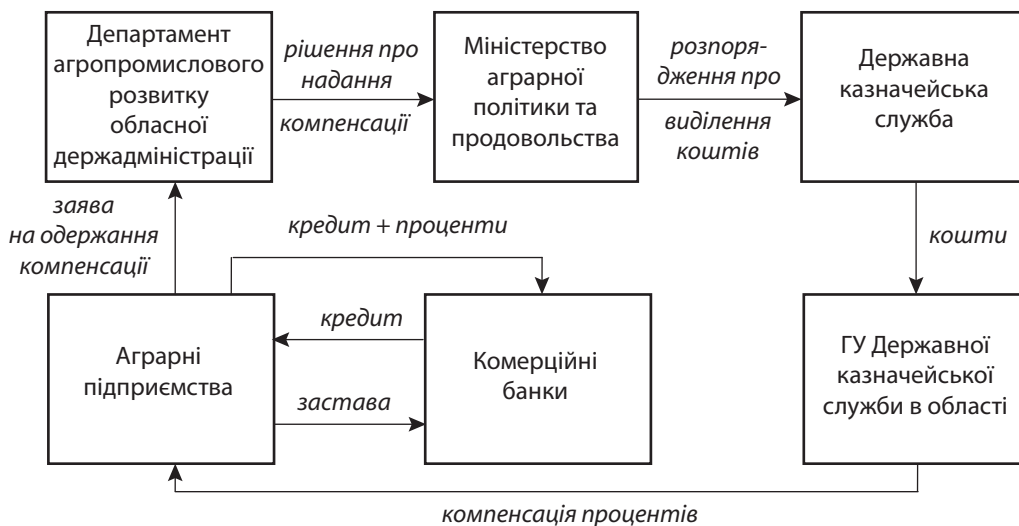 Департамент
агропромислового
розвитку
обласної
держадміністрації
рішення про
надання
компенсації
Міністерство
аграрної
політики та
продовольства
розпоря-
дження про
виділення
коштів
Державна
казначейська
служба
заява
на одержання
компенсації
кредит + проценти
кошти
Аграрні
підприємства
кредит
застава
Комерційні
банки
ГУ Державної
казначейської
служби в області
компенсація процентів